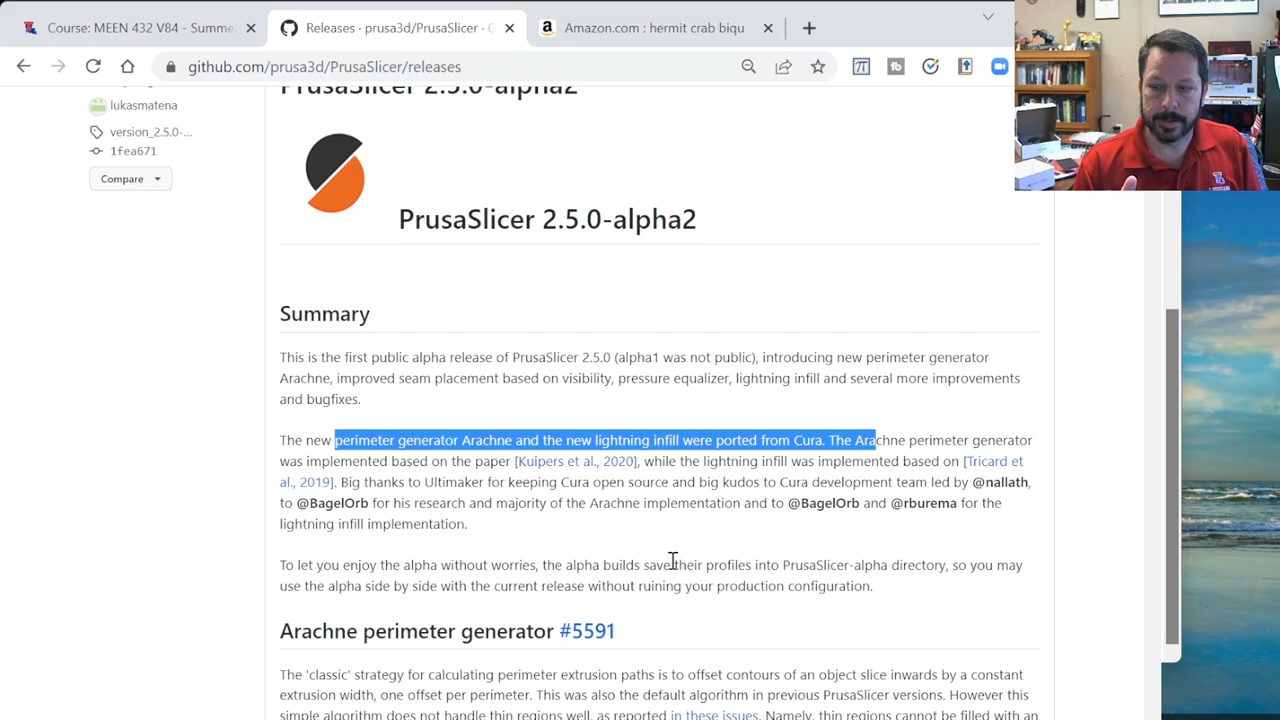 Course: MEEN 432 V84 - Summe
Releases · prusa3d/PrusaSlicer · G
Amazon.com : hermit crab biqu
github.com/prusa3d/PrusaSlicer/releases
PrusaSlicer 2.5.0-alpha2
lukasmatena
version_2.5.0-...
1fea671
Compare
PrusaSlicer 2.5.0-alpha2
Summary
This is the first public alpha release of PrusaSlicer 2.5.0 (alpha1 was not public), introducing new perimeter generator
Arachne, improved seam placement based on visibility, pressure equalizer, lightning infill and several more improvements
and bugfixes.
The new perimeter generator Arachne and the new lightning infill were ported from Cura. The Arachne perimeter generator
was implemented based on the paper [Kuipers et al., 2020], while the lightning infill was implemented based on [Tricard et
al., 2019]. Big thanks to Ultimaker for keeping Cura open source and big kudos to Cura development team led by @nallath,
to @BagelOrb for his research and majority of the Arachne implementation and to @BagelOrb and @rburema for the
lightning infill implementation.
To let you enjoy the alpha without worries, the alpha builds save their profiles into PrusaSlicer-alpha directory, so you may
use the alpha side by side with the current release without ruining your production configuration.
Arachne perimeter generator #5591
The 'classic' strategy for calculating perimeter extrusion paths is to offset contours of an object slice inwards by a constant
extrusion width, one offset per perimeter. This was also the default algorithm in previous PrusaSlicer versions. However this
simple algorithm does not handle thin regions well, as reported in these issues. Namely, thin regions cannot be filled with an